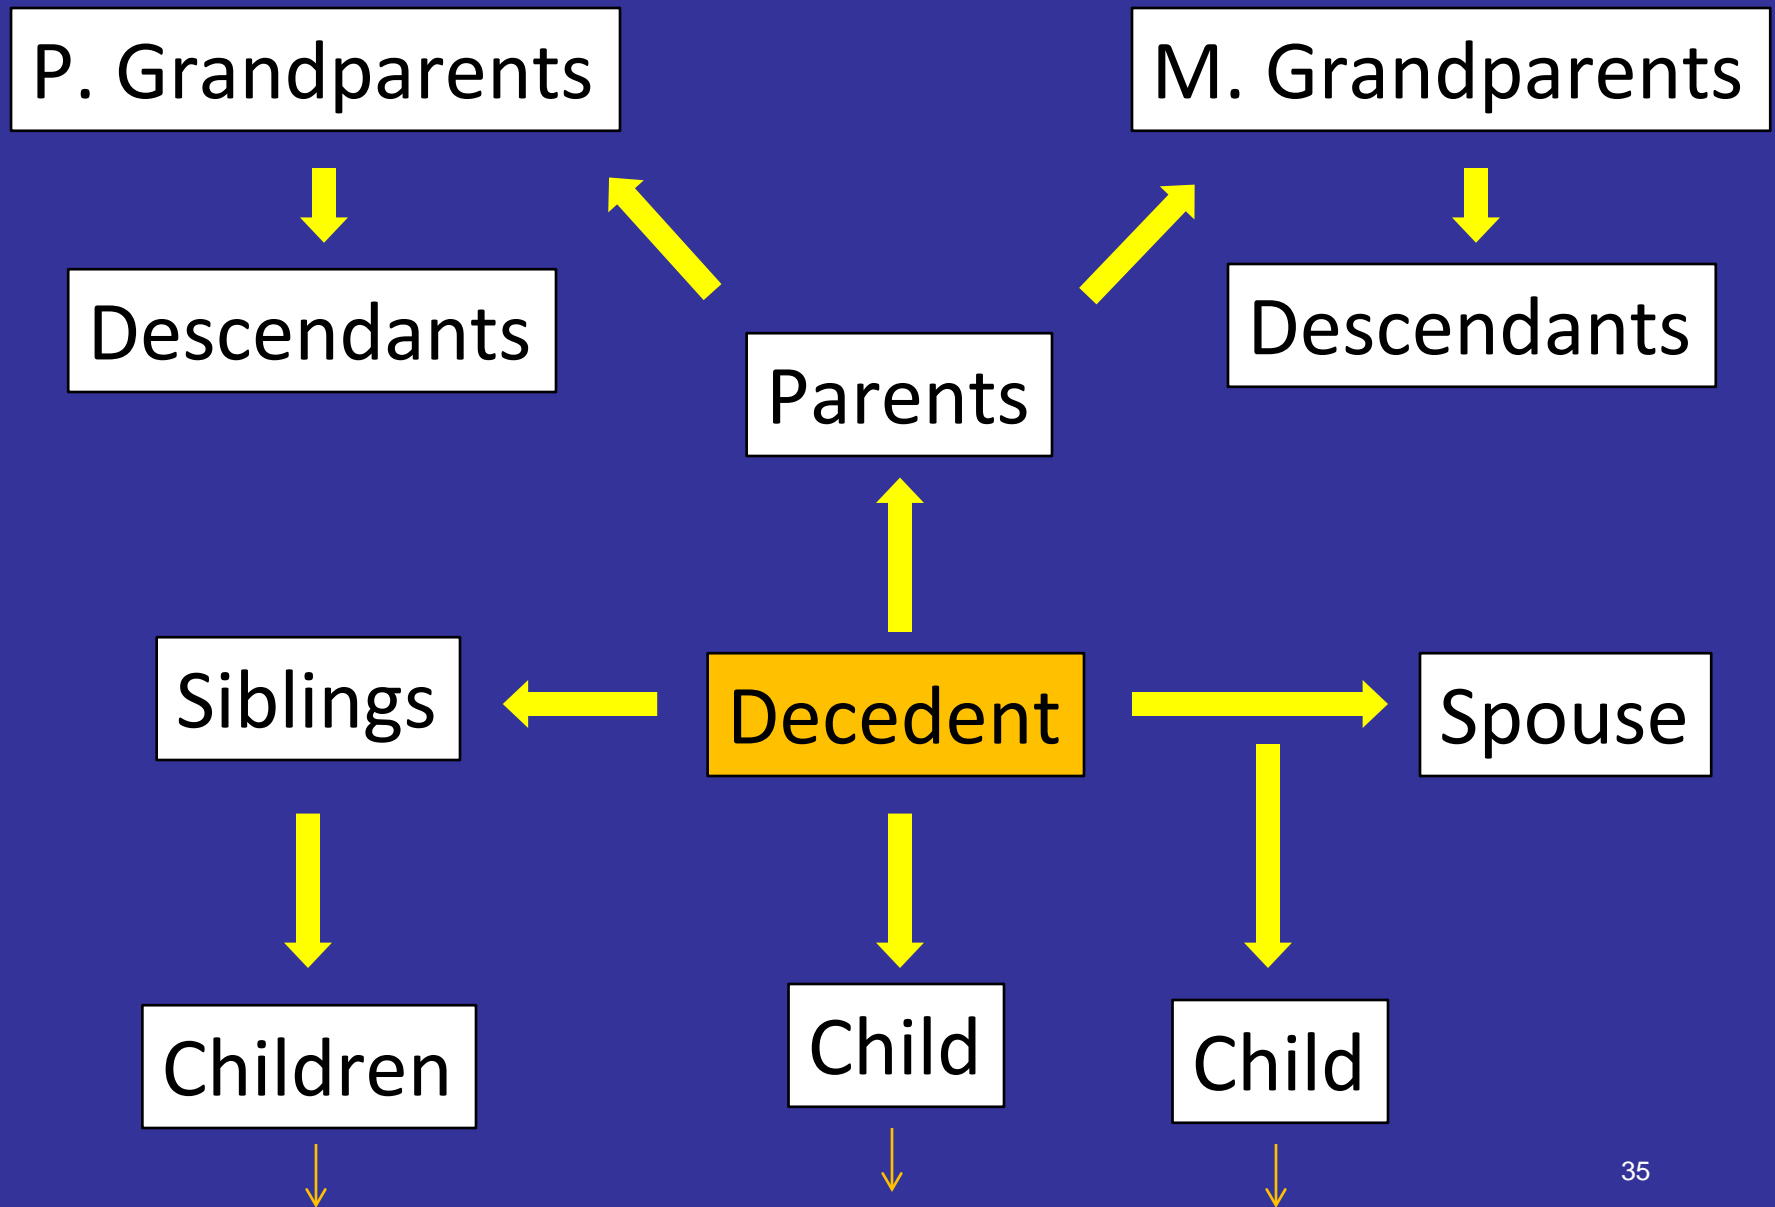 P. Grandparents
M. Grandparents
Descendants
Descendants
Parents
Siblings
Decedent
Spouse
Children
Child
Child
35